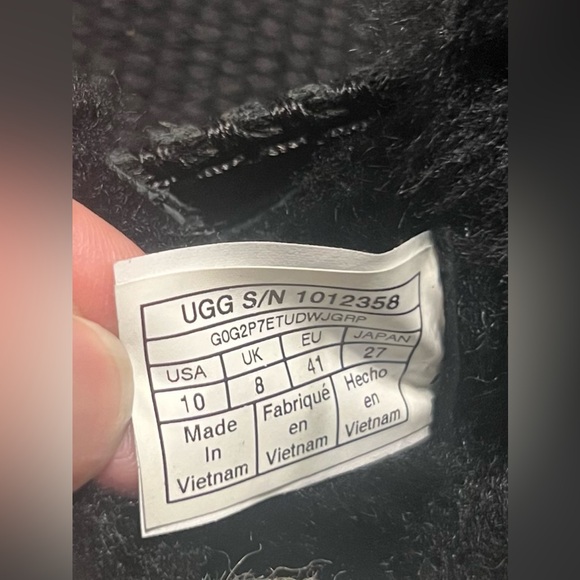 UGG S/N 1012358
G0G2P7ETUDWJGRP
USA UK EU JAPAN
10 8 41 27
Made Fabriqué Hecho
In en en
Vietnam Vietnam Vietnam